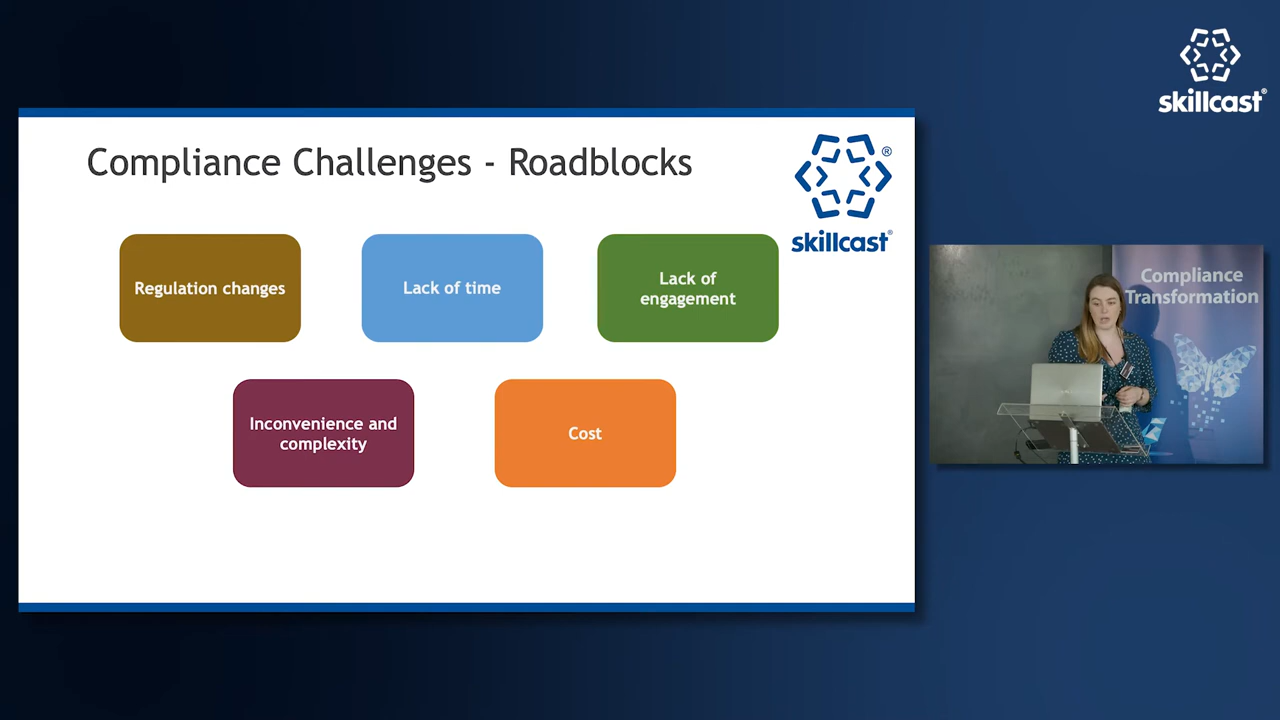 skillcast®
Compliance Challenges - Roadblocks
®
skillcast®
Regulation changes
Lack of time
Lack of
engagement
Inconvenience and
complexity
Cost
Compliance
Transformation